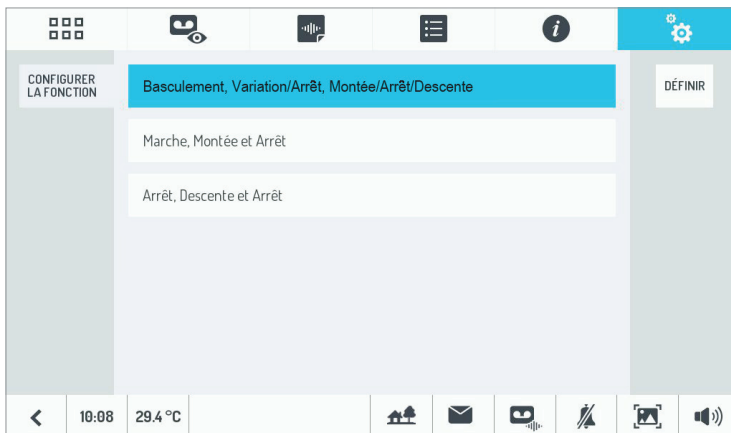 i
CONFIGURER
LA FONCTION
Basculement, Variation/Arrêt, Montée/Arrêt/Descente
DÉFINIR
Marche, Montée et Arrêt
Arrêt, Descente et Arrêt
10:08
29.4 °C